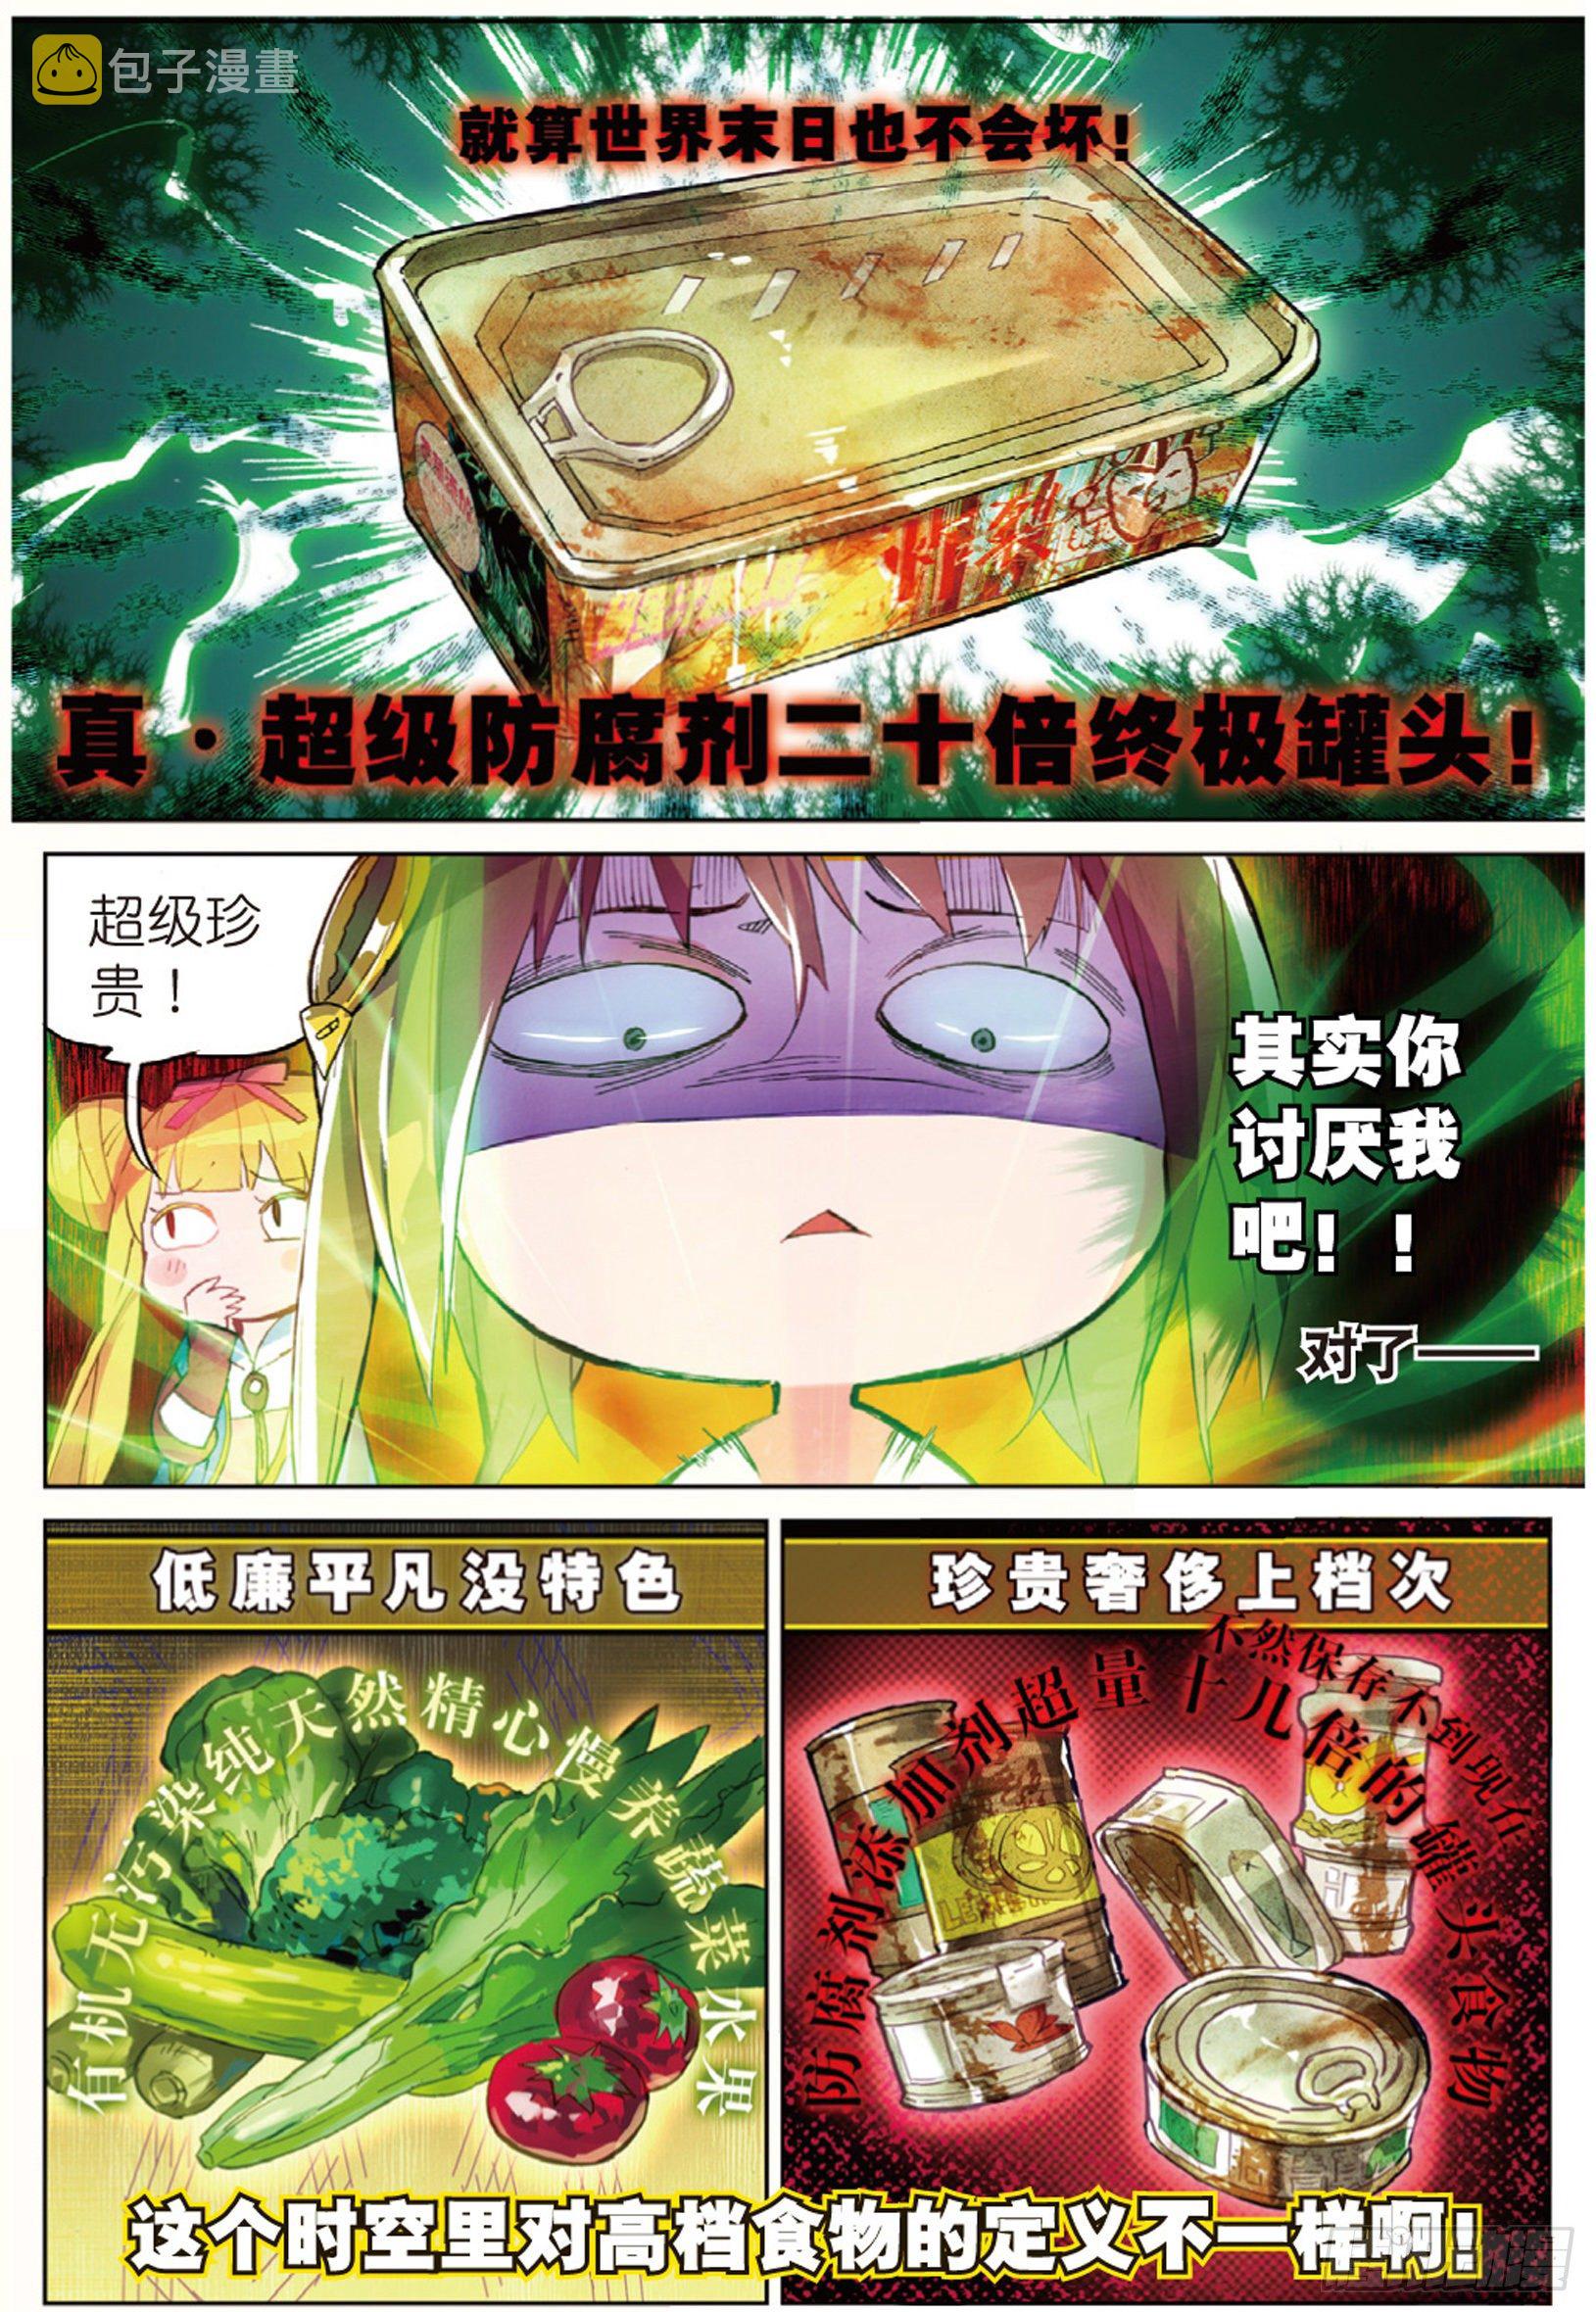 包子漫畫
就算世界末日也不会坏！
炸裂
真·超级防腐剂二十倍终极罐头！
超级珍
贵！
其实你
讨厌我
吧！！
对了——
低廉平凡没特色
有机无污染纯天然精心慢养蔬菜水果
珍贵奢侈上档次
防腐剂添加剂超量十几倍的罐头食物
不然保存不到现在
这个时空里对高档食物的定义不一样啊！